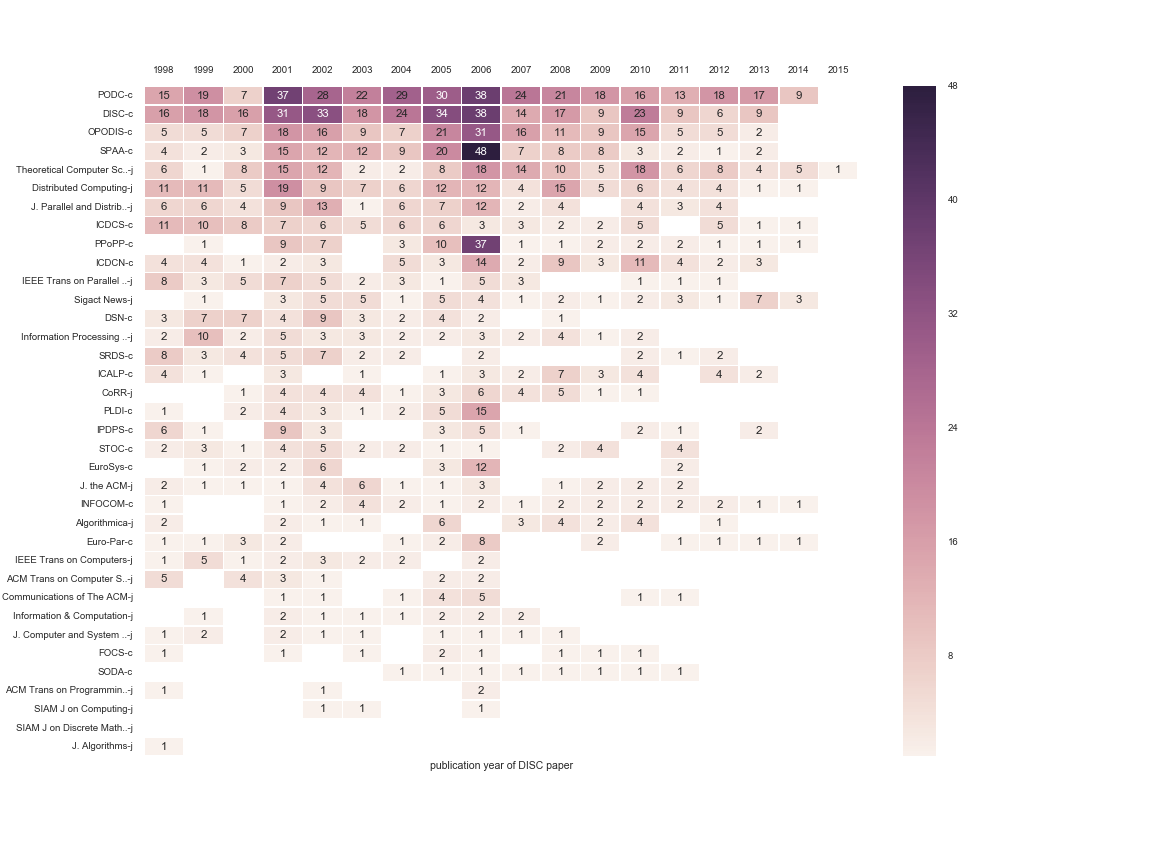 1998 1999 2000 2001 2002 2003 2004 2005 2006 2007 2008 2009 2010 2011 2012 2013 2014 2015
PODC-c 15 19 7 37 28 22 29 30 38 24 21 18 16 13 18 17 9 48
DISC-c 16 18 16 31 33 18 24 34 38 14 17 9 23 9 6 9
OPODIS-c 5 5 7 18 16 9 7 21 31 16 11 9 15 5 5 2
SPAA-c 4 2 3 15 12 12 9 20 48 7 8 8 3 2 1 2
Theoretical Computer Sc..-j 6 1 8 15 12 2 2 8 18 14 10 5 18 6 8 4 5 1
Distributed Computing-j 11 11 5 19 9 7 6 12 12 4 15 5 6 4 4 1 1
40
J. Parallel and Distrib..-j 6 6 4 9 13 1 6 7 12 2 4 4 3 4
ICDCS-c 11 10 8 7 6 5 6 6 3 3 2 2 5 5 1 1
PPoPP-c 1 9 7 3 10 37 1 1 2 2 2 1 1 1
ICDCN-c 4 4 1 2 3 5 3 14 2 9 3 11 4 2 3
IEEE Trans on Parallel ..-j 8 3 5 7 5 2 3 1 5 3 1 1 1
Sigact News-j 1 3 5 5 1 5 4 1 2 1 2 3 1 7 3
32
DSN-c 3 7 7 4 9 3 2 4 2 1
Information Processing ..-j 2 10 2 5 3 3 2 2 3 2 4 1 2
SRDS-c 8 3 4 5 7 2 2 2 2 1 2
ICALP-c 4 1 3 1 1 3 2 7 3 4 4 2
CoRR-j 1 4 4 4 1 3 6 4 5 1 1
PLDI-c 1 2 4 3 1 2 5 15
24
IPDPS-c 6 1 9 3 3 5 1 2 1 2
STOC-c 2 3 1 4 5 2 2 1 1 2 4 4
EuroSys-c 1 2 2 6 3 12 2
J. the ACM-j 2 1 1 1 4 6 1 1 3 1 2 2 2
INFOCOM-c 1 1 2 4 2 1 2 1 2 2 2 2 2 1 1
Algorithmica-j 2 2 1 1 6 3 4 2 4 1
Euro-Par-c 1 1 3 2 1 2 8 2 1 1 1 1
16
IEEE Trans on Computers-j 1 5 1 2 3 2 2 2
ACM Trans on Computer S..-j 5 4 3 1 2 2
Communications of The ACM-j 1 1 1 4 5 1 1
Information & Computation-j 1 2 1 1 1 2 2 2
J. Computer and System ..-j 1 2 2 1 1 1 1 1 1
FOCS-c 1 1 1 2 1 1 1 1
8
SODA-c 1 1 1 1 1 1 1 1
ACM Trans on Programmin..-j 1 1 2
SIAM J on Computing-j 1 1 1
SIAM J on Discrete Math..-j
J. Algorithms-j 1
publication year of DISC paper